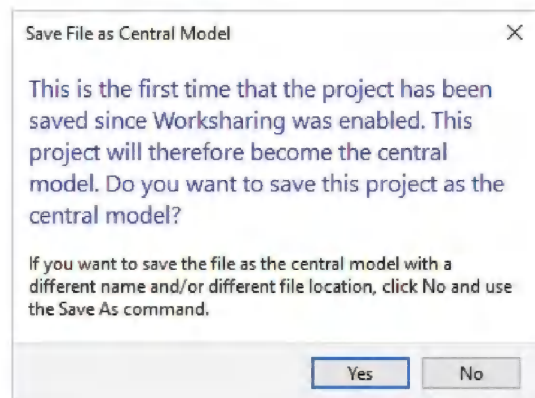 Save File as Central Model
This is the first time that the project has been
saved since Worksharing was enabled. This
project will therefore become the central
model. Do you want to save this project as the
central model?
If you want to save the file as the central model with a
different name and/or different file location, click No and use
the Save As command.
Yes No